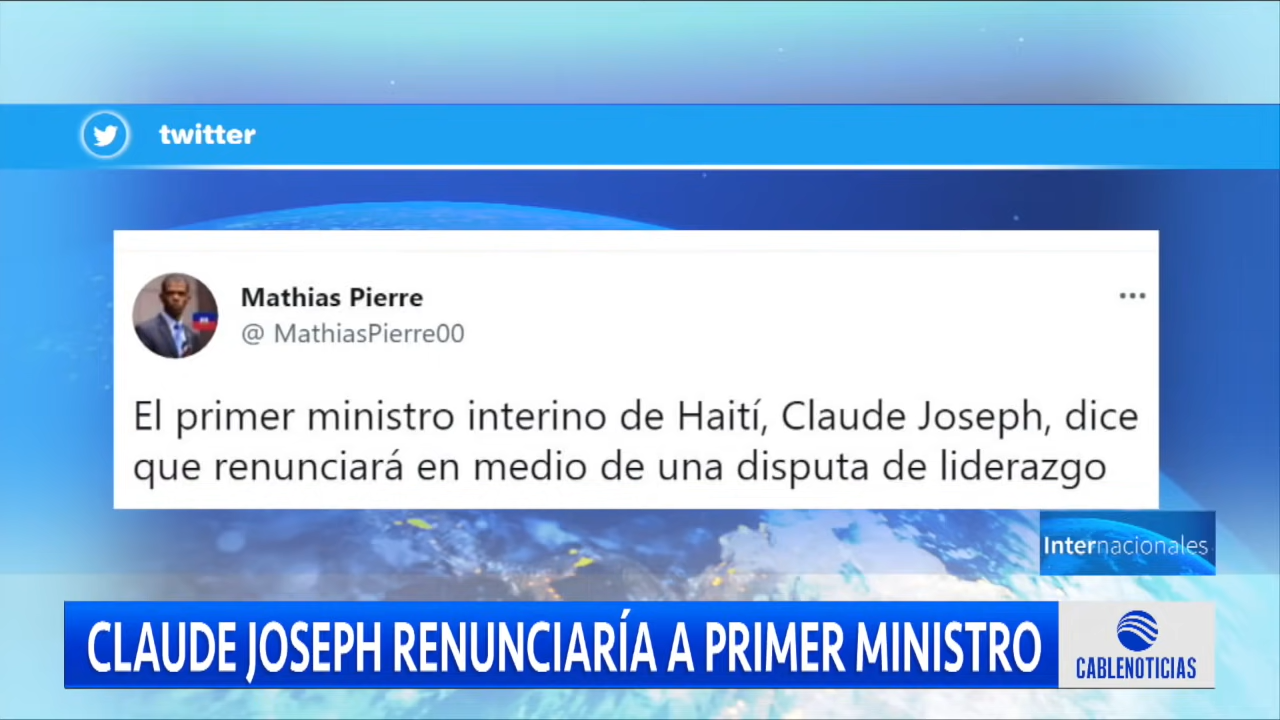 twitter
Mathias Pierre
@ MathiasPierre00
El primer ministro interino de Haití, Claude Joseph, dice
que renunciará en medio de una disputa de liderazgo
Internacionales
CLAUDE JOSEPH RENUNCIARÍA A PRIMER MINISTRO
CABLENOTICIAS